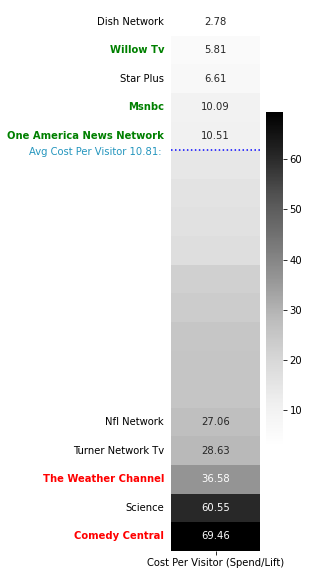 Dish Network 2.78
Willow Tv 5.81
Star Plus 6.61
Msnbc 10.09
One America News Network 10.51
Avg Cost Per Visitor 10.81:
60
50
40
30
20
10
Nfl Network 27.06
Turner Network Tv 28.63
The Weather Channel 36.58
Science 60.55
Comedy Central 69.46
Cost Per Visitor (Spend/Lift)